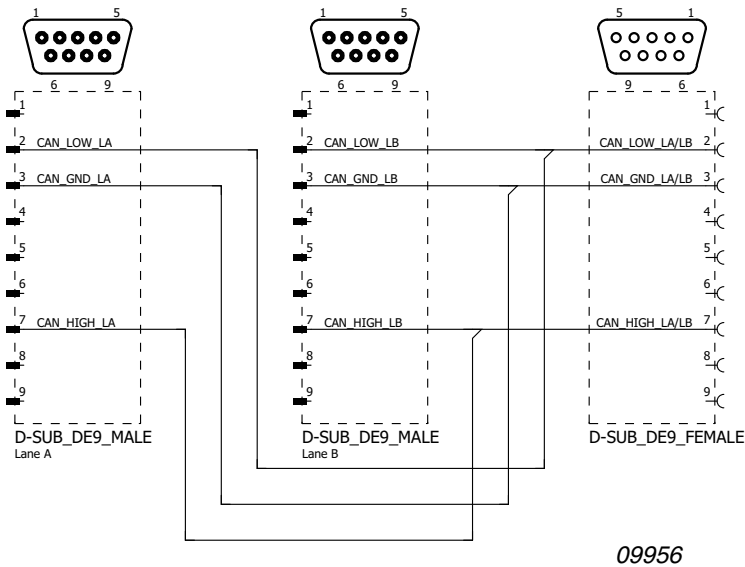 1 5 1 5 5 1
6 9 6 9 9 6
1 1 1
2 CAN_LOW_LA 2 CAN_LOW_LB CAN_LOW_LA/LB 2
3 CAN_GND_LA 3 CAN_GND_LB CAN_GND_LA/LB 3
4 4 4
5 5 5
6 6 6
7 CAN_HIGH_LA 7 CAN_HIGH_LB CAN_HIGH_LA/LB 7
8 8 8
9 9 9
D-SUB_DE9_MALE D-SUB_DE9_MALE D-SUB_DE9_FEMALE
Lane A Lane B
09956